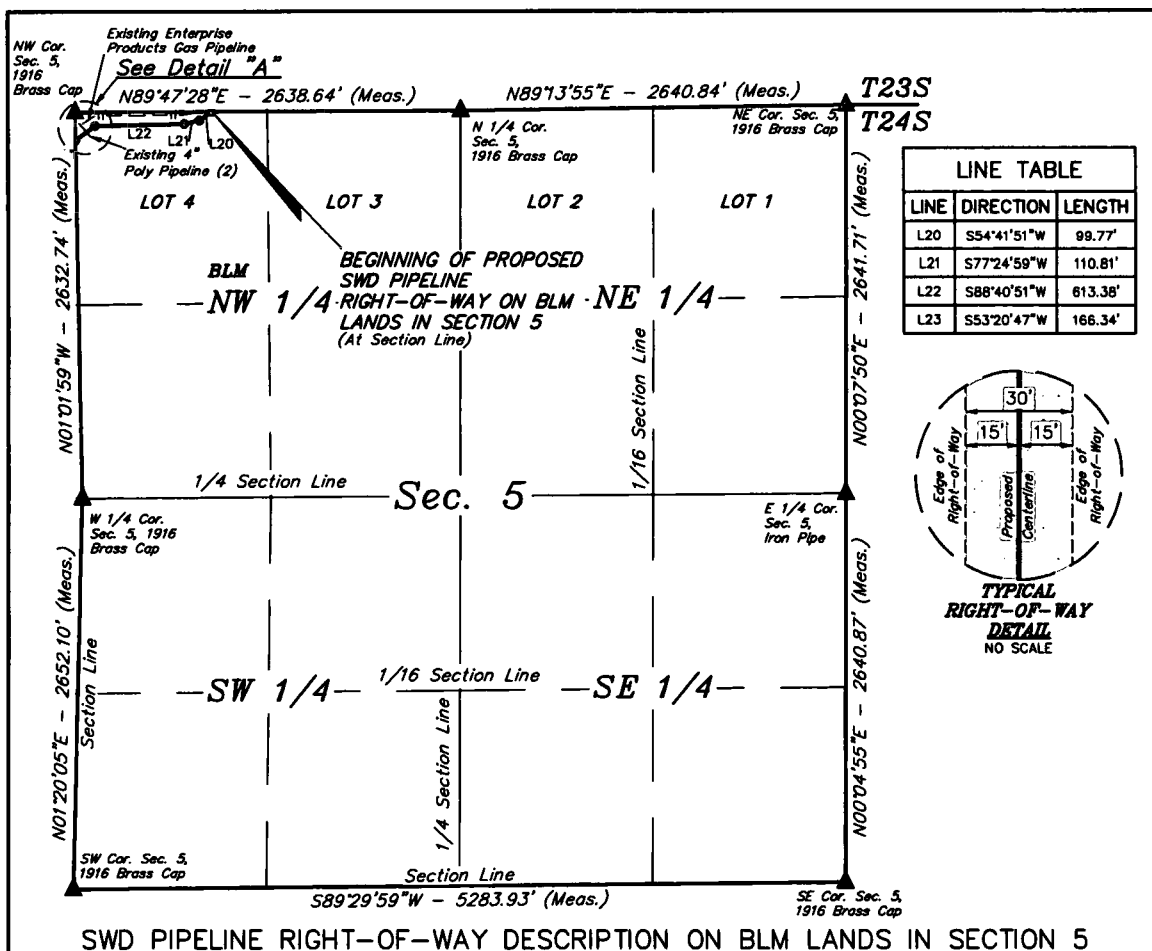 NW Cor.
Sec. 5,
1916
Brass Cap
Existing Enterprise
Products Gas Pipeline
See Detail "A"
N89°47'28"E - 2638.64' (Meas.)
N89°13'55"E - 2640.84' (Meas.)
T23S
T24S
NE Cor. Sec. 5,
1916 Brass Cap
N 1/4 Cor.
Sec. 5,
1916 Brass Cap
L22
L21
L20
Existing 4"
Poly Pipeline (2)
LOT 4
LOT 3
LOT 2
LOT 1
BEGINNING OF PROPOSED
SWD PIPELINE
RIGHT-OF-WAY ON BLM
LANDS IN SECTION 5
(At Section Line)
BLM
NW 1/4
NE 1/4
N01°01'59"W - 2632.74' (Meas.)
N00°07'50"E - 2641.71' (Meas.)
1/16 Section Line
1/4 Section Line
Sec. 5
W 1/4 Cor.
Sec. 5, 1916
Brass Cap
E 1/4 Cor.
Sec. 5,
Iron Pipe
N01°20'05"E - 2652.10' (Meas.)
Section Line
1/16 Section Line
SW 1/4
SE 1/4
1/4 Section Line
N00°04'55"E - 2640.87' (Meas.)
SW Cor. Sec. 5,
1916 Brass Cap
Section Line
S89°29'59"W - 5283.93' (Meas.)
SE Cor. Sec. 5,
1916 Brass Cap
LINE TABLE
LINE DIRECTION LENGTH
L20 S54°41'51"W 99.77'
L21 S77°24'59"W 110.81'
L22 S88°40'51"W 613.38'
L23 S53°20'47"W 166.34'
30'
15' 15'
Edge of
Right-of-Way
Proposed
Centerline
Edge of
Right-of-Way
TYPICAL
RIGHT-OF-WAY
DETAIL
NO SCALE
SWD PIPELINE RIGHT-OF-WAY DESCRIPTION ON BLM LANDS IN SECTION 5